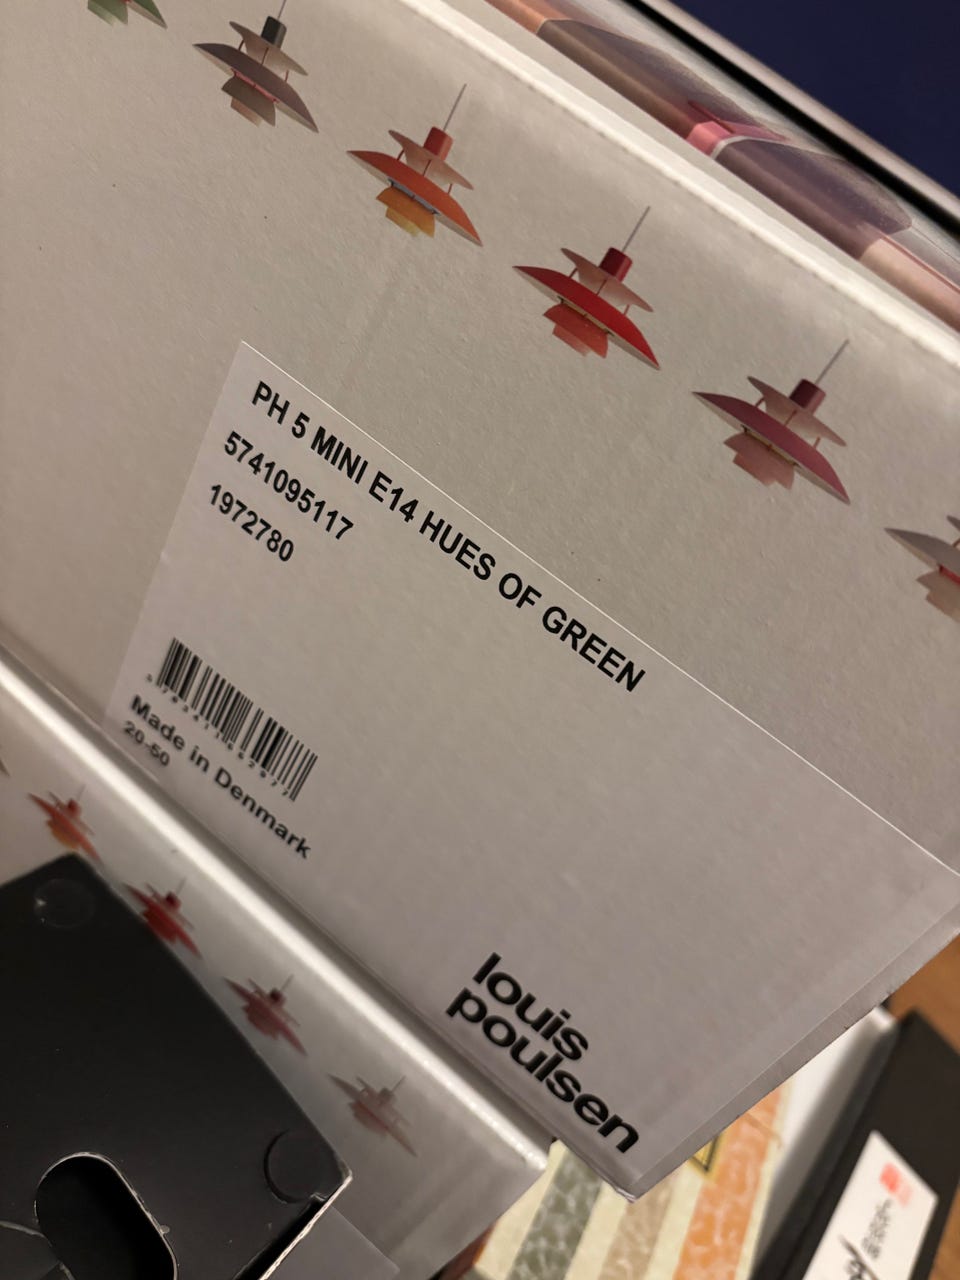 PH 5 MINI E14 HUES OF GREEN
5741095117
1972780
Made in Denmark
20-50
louis
poulsen